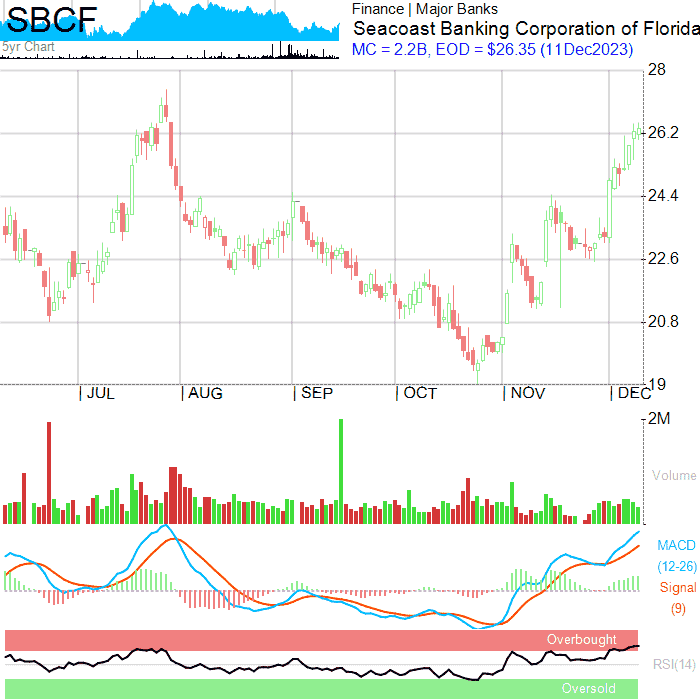 SBCF
5yr Chart
Finance | Major Banks
Seacoast Banking Corporation of Florida
MC = 2.2B, EOD = $26.35 (11Dec2023)
28
26.2
24.4
22.6
20.8
19
JUL AUG SEP OCT NOV DEC
2M
Volume
MACD
(12-26)
Signal
(9)
Overbought
RSI(14)
Oversold